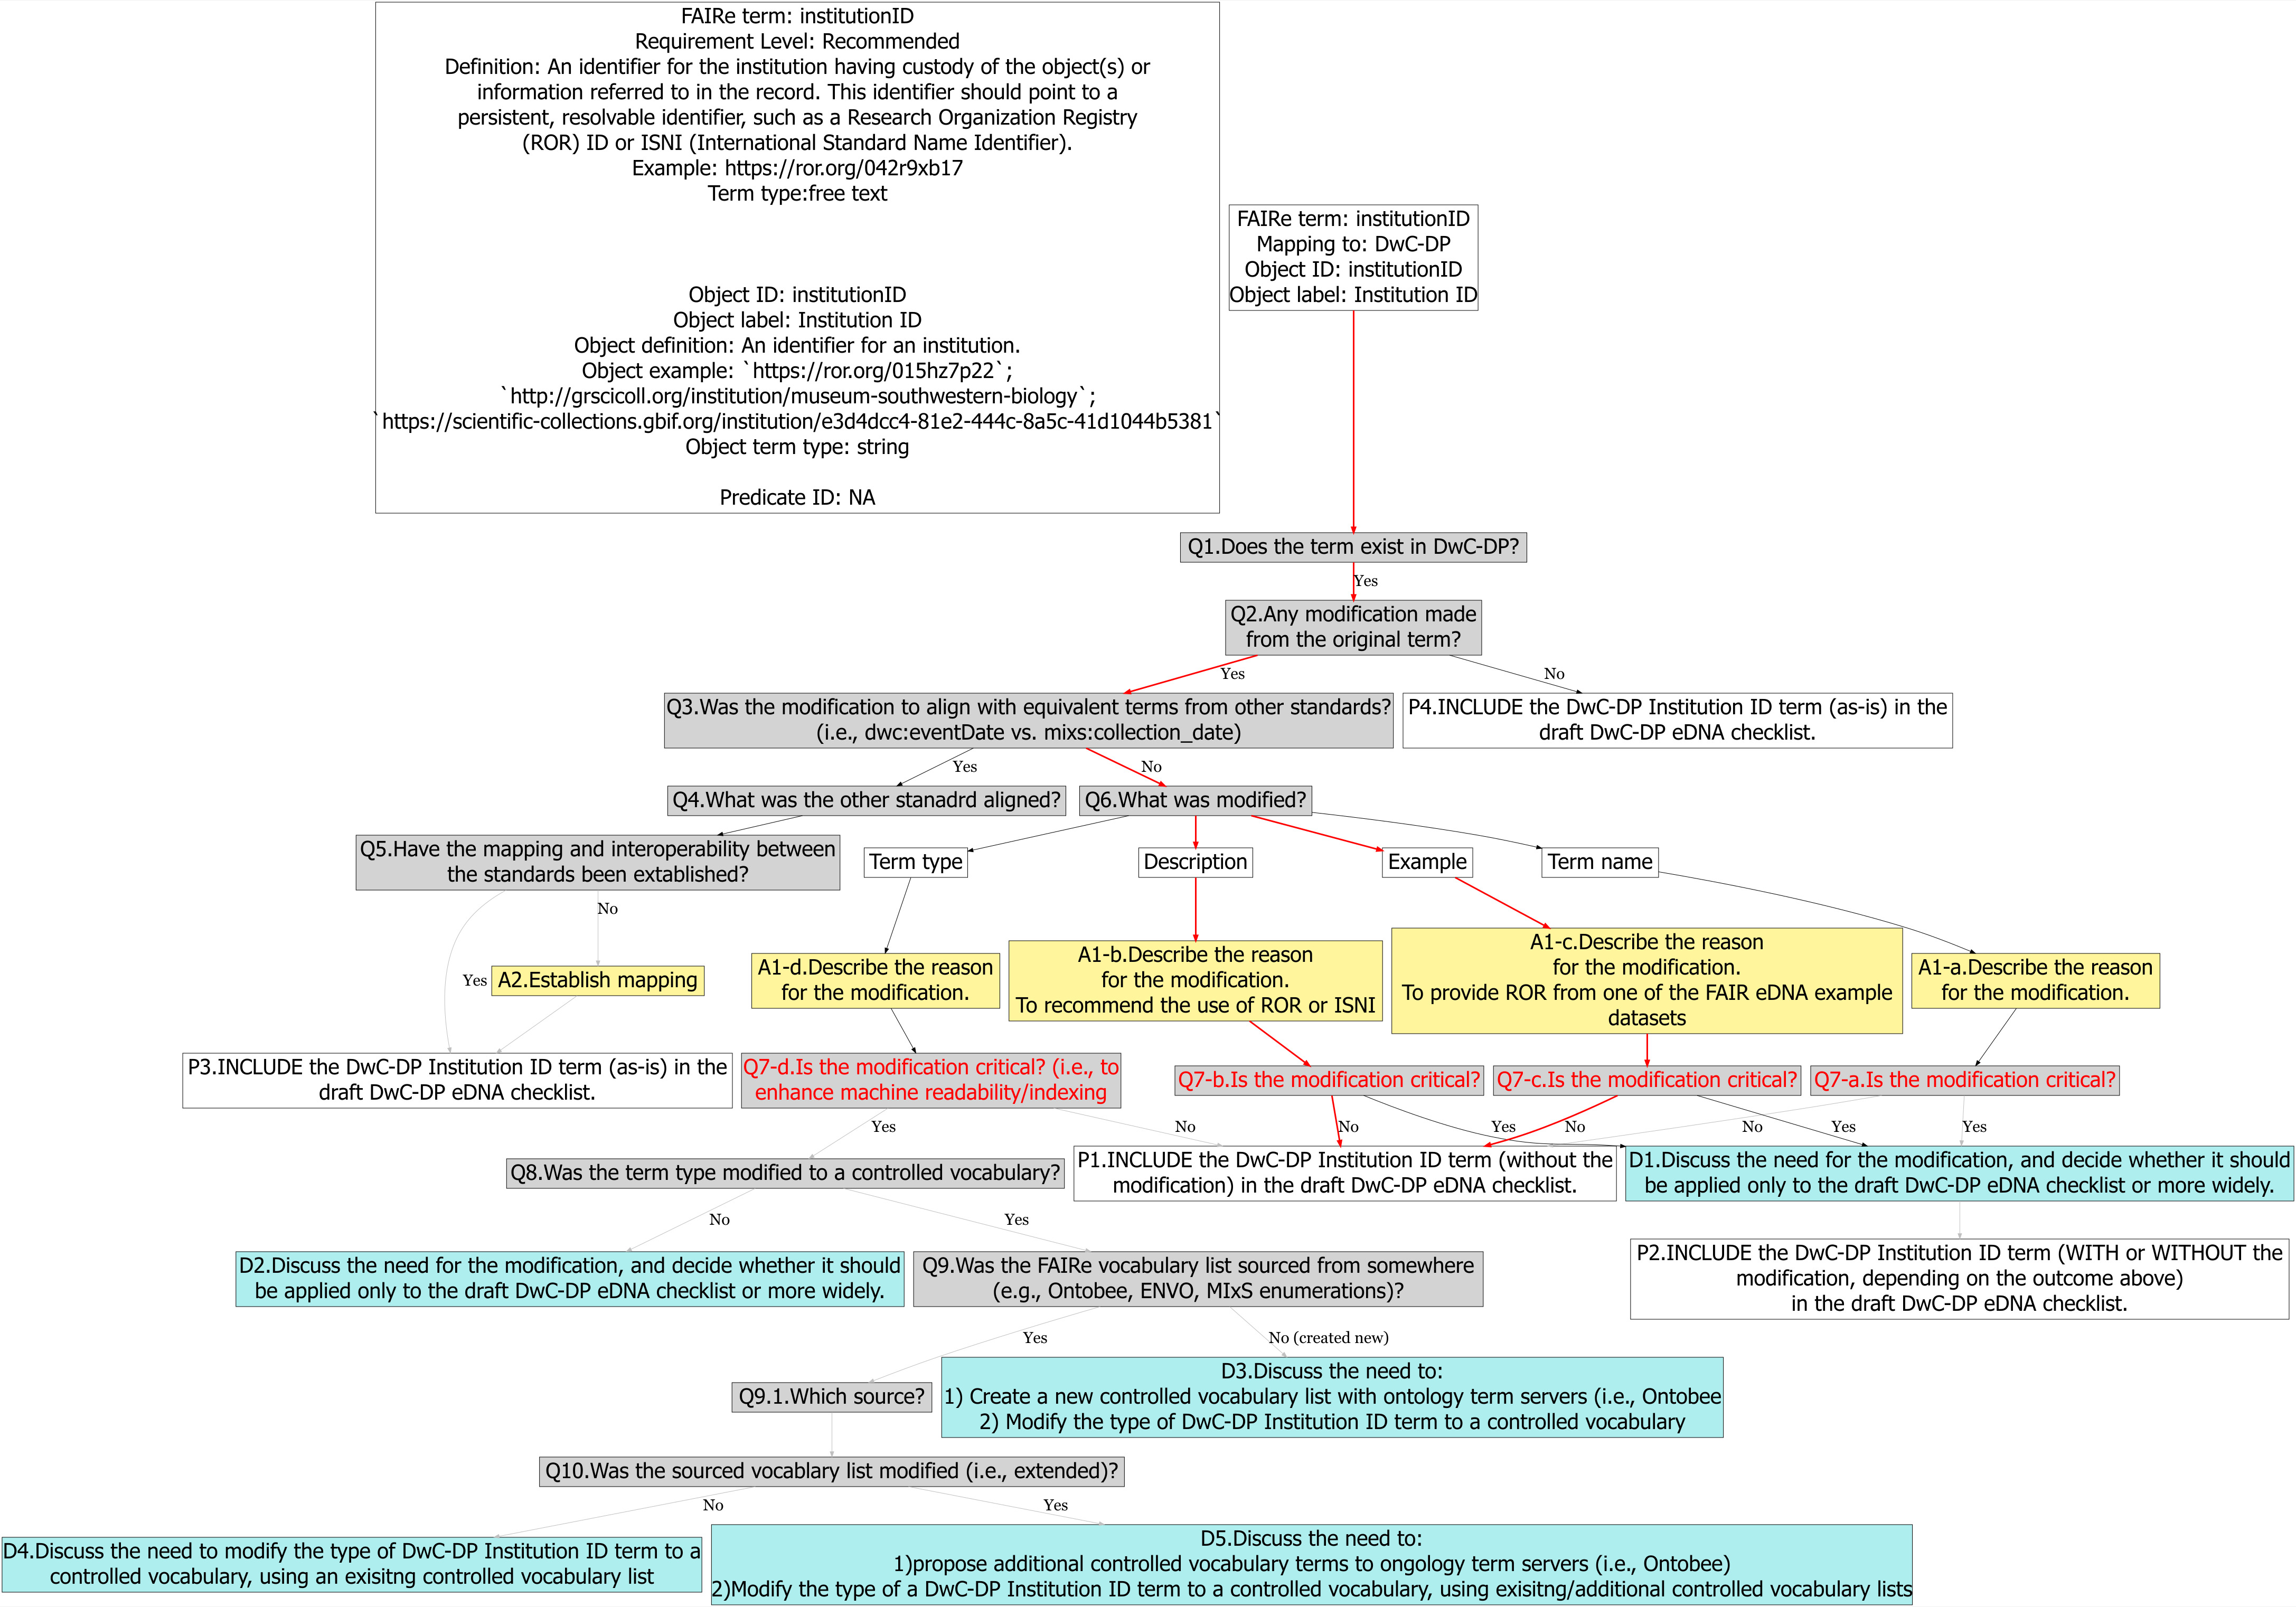 FAIRe term: institutionID
Requirement Level: Recommended
Definition: An identifier for the institution having custody of the object(s) or
information referred to in the record. This identifier should point to a
persistent, resolvable identifier, such as a Research Organization Registry
(ROR) ID or ISNI (International Standard Name Identifier).
Example: https://ror.org/042r9xb17
Term type:free text
Object ID: institutionID
Object label: Institution ID
Object definition: An identifier for an institution.
Object example: `https://ror.org/015hz7p22`;
`http://grscicoll.org/institution/museum-southwestern-biology`;
`https://scientific-collections.gbif.org/institution/e3d4dcc4-81e2-444c-8a5c-41d1044b5381`
Object term type: string
Predicate ID: NA
FAIRe term: institutionID
Mapping to: DwC-DP
Object ID: institutionID
Object label: Institution ID
Q1.Does the term exist in DwC-DP?
Yes
Q2.Any modification made
from the original term?
Yes
No
Q3.Was the modification to align with equivalent terms from other standards?
(i.e., dwc:eventDate vs. mixs:collection_date)
P4.INCLUDE the DwC-DP Institution ID term (as-is) in the
draft DwC-DP eDNA checklist.
Yes
No
Q4.What was the other stanadrd aligned?
Q6.What was modified?
Q5.Have the mapping and interoperability between
the standards been extablished?
Term type
Description
Example
Term name
No
Yes
A2.Establish mapping
A1-d.Describe the reason
for the modification.
A1-b.Describe the reason
for the modification.
To recommend the use of ROR or ISNI
A1-c.Describe the reason
for the modification.
To provide ROR from one of the FAIR eDNA example
datasets
A1-a.Describe the reason
for the modification.
P3.INCLUDE the DwC-DP Institution ID term (as-is) in the
draft DwC-DP eDNA checklist.
Q7-d.Is the modification critical? (i.e., to
enhance machine readability/indexing
Q7-b.Is the modification critical?
Q7-c.Is the modification critical?
Q7-a.Is the modification critical?
Yes
No
No
Yes
No
Yes
No
Yes
Q8.Was the term type modified to a controlled vocabulary?
P1.INCLUDE the DwC-DP Institution ID term (without the
modification) in the draft DwC-DP eDNA checklist.
D1.Discuss the need for the modification, and decide whether it should
be applied only to the draft DwC-DP eDNA checklist or more widely.
No
Yes
D2.Discuss the need for the modification, and decide whether it should
be applied only to the draft DwC-DP eDNA checklist or more widely.
Q9.Was the FAIRe vocabulary list sourced from somewhere
(e.g., Ontobee, ENVO, MIxS enumerations)?
P2.INCLUDE the DwC-DP Institution ID term (WITH or WITHOUT the
modification, depending on the outcome above)
in the draft DwC-DP eDNA checklist.
Yes
No (created new)
Q9.1.Which source?
D3.Discuss the need to:
1) Create a new controlled vocabulary list with ontology term servers (i.e., Ontobee
2) Modify the type of DwC-DP Institution ID term to a controlled vocabulary
Q10.Was the sourced vocablary list modified (i.e., extended)?
No
Yes
D4.Discuss the need to modify the type of DwC-DP Institution ID term to a
controlled vocabulary, using an exisitng controlled vocabulary list
D5.Discuss the need to:
1)propose additional controlled vocabulary terms to ongology term servers (i.e., Ontobee)
2)Modify the type of a DwC-DP Institution ID term to a controlled vocabulary, using exisitng/additional controlled vocabulary lists